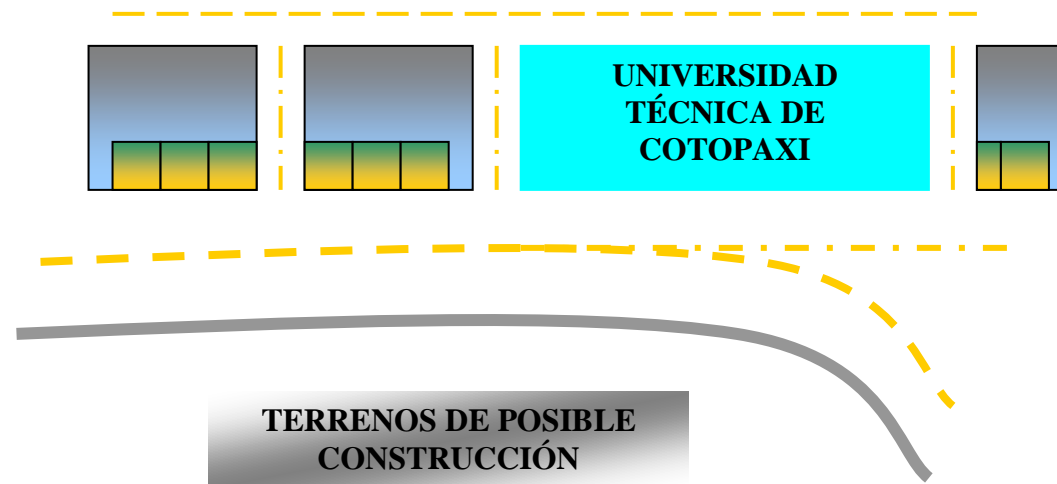 UNIVERSIDAD
TÉCNICA DE
COTOPAXI
TERRENOS DE POSIBLE
CONSTRUCCIÓN